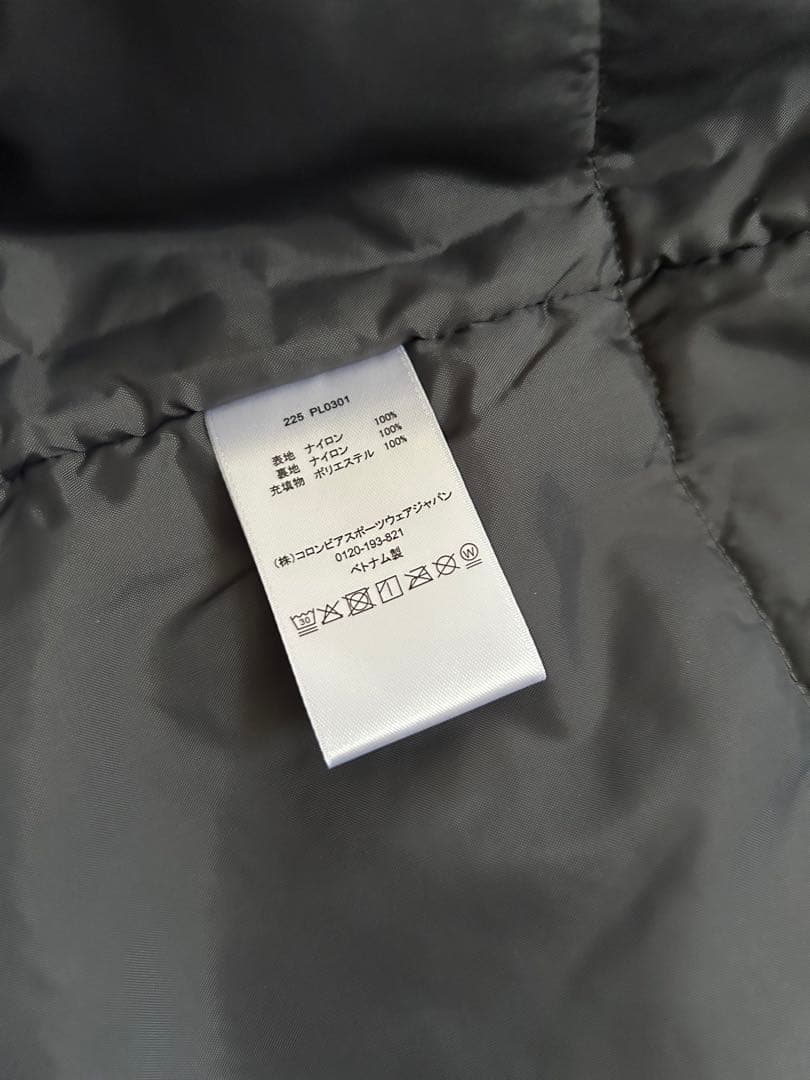 225 PL0301
表地 ナイロン 100%
裏地 ナイロン 100%
充填物 ポリエステル 100%
(株)コロンビアスポーツウェアジャパン
0120-193-821
ベトナム製
30 W